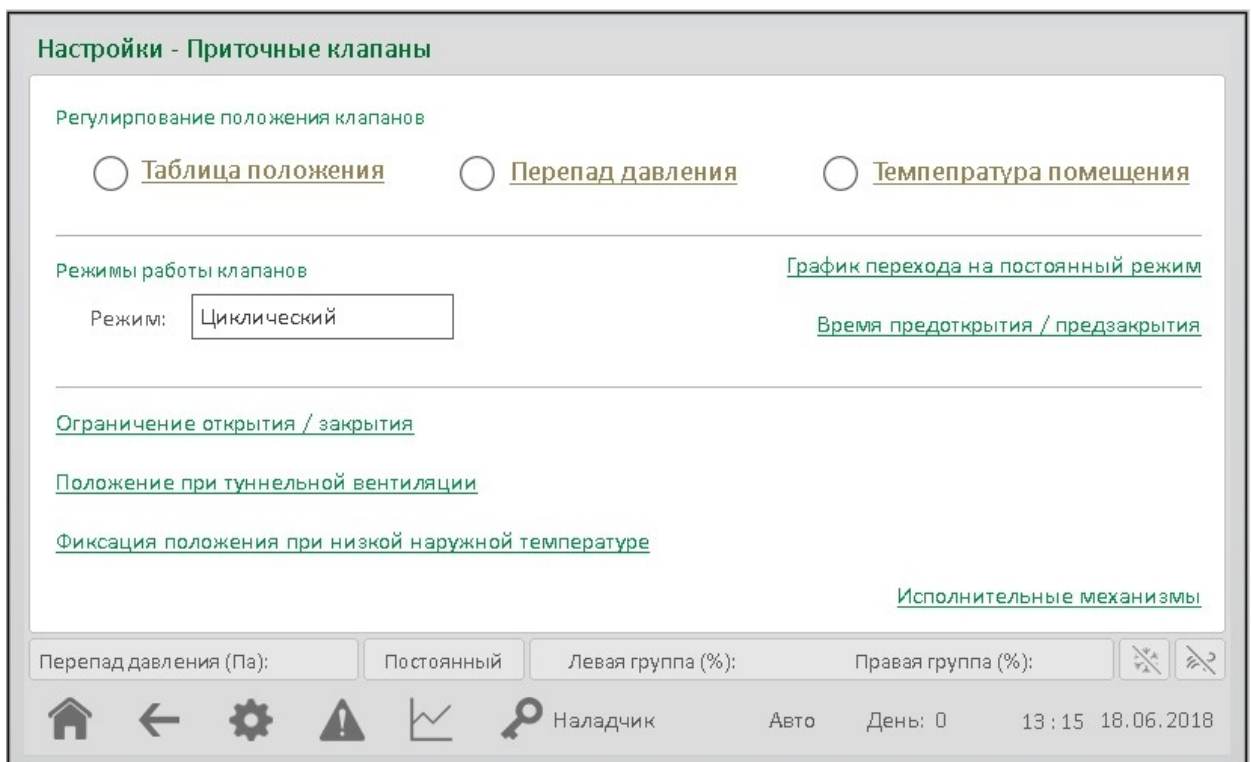 Настройки - Приточные клапаны
Регулирпование положения клапанов
Таблица положения Перепад давления Темпепратура помещения
Режимы работы клапанов График перехода на постоянный режим
Режим: Циклический
Время предоткрытия / предзакрытия
Ограничение открытия / закрытия
Положение при туннельной вентиляции
Фиксация положения при низкой наружной температуре
Исполнительные механизмы
Перепад давления (Па): Постоянный Левая группа (%): Правая группа (%):
Наладчик Авто День: 0 13 : 15 18.06.2018